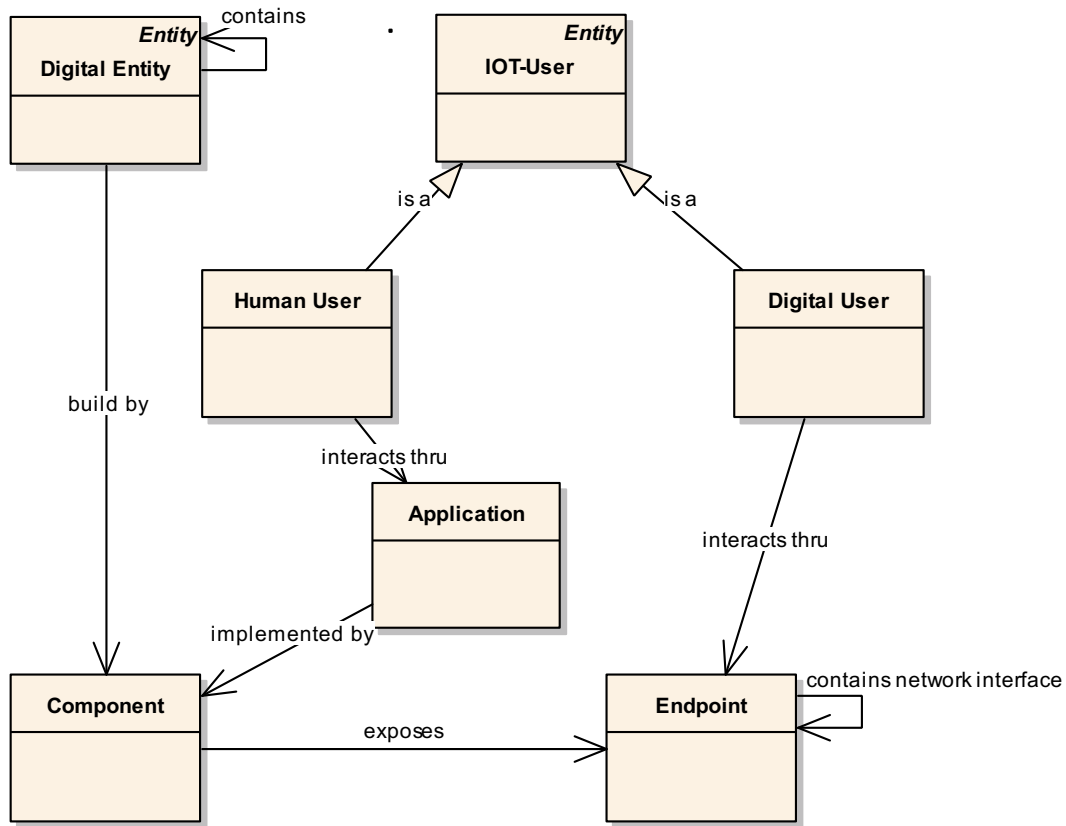 contains
Entity
Digital Entity
Entity
IOT-User
is a
is a
Human User
Digital User
build by
interacts thru
Application
interacts thru
implemented by
Component
Endpoint
contains network interface
exposes